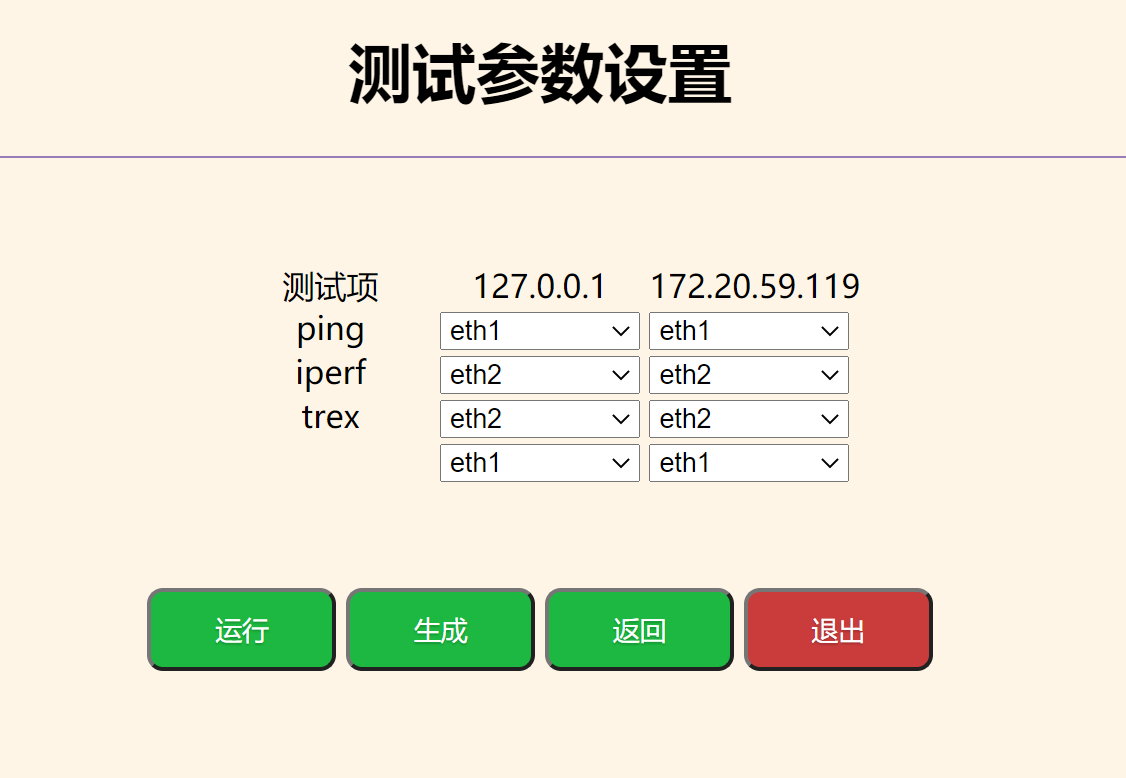 测试参数设置
测试项 127.0.0.1 172.20.59.119
ping eth1 eth1
iperf eth2 eth2
trex eth2 eth2
eth1 eth1
运行 生成 返回 退出